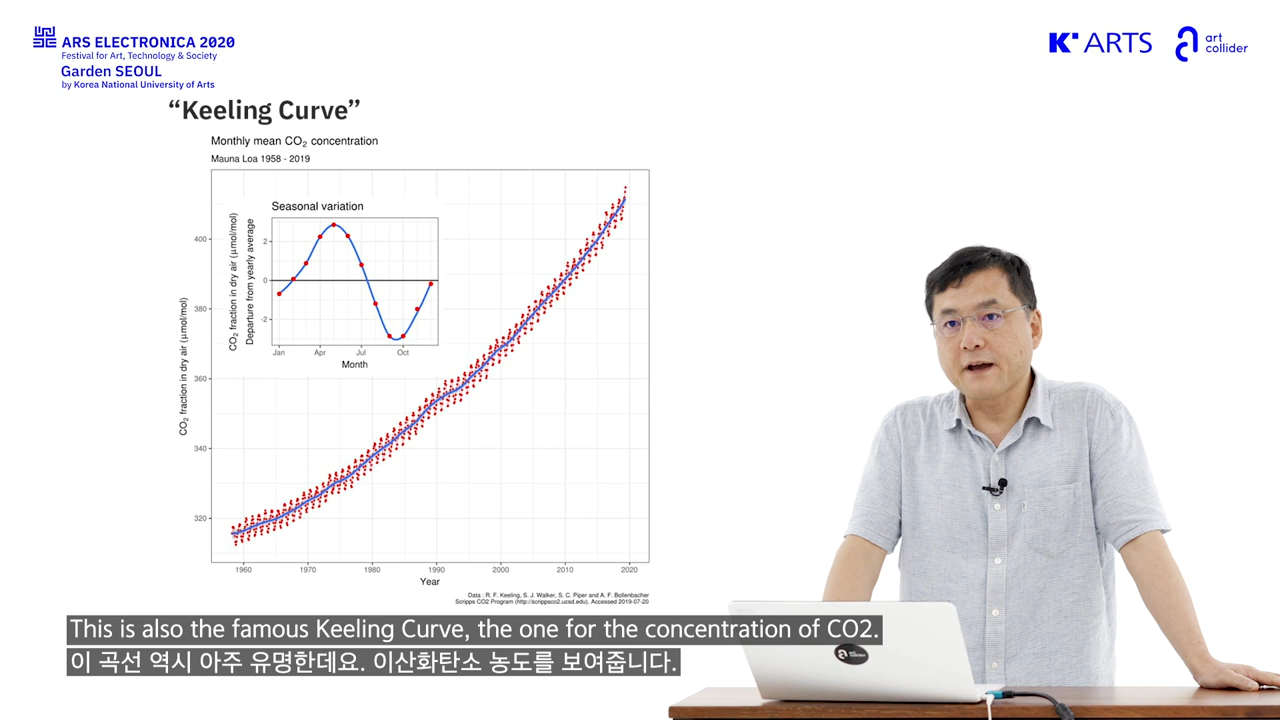 ARS ELECTRONICA 2020
Festival for Art, Technology & Society
Garden SEOUL
by Korea National University of Arts
K'ARTS
art
collider
“Keeling Curve”
Monthly mean CO₂ concentration
Mauna Loa 1958 - 2019
Seasonal variation
CO₂ fraction in dry air (μmol/mol)
Departure from yearly average
2
0
-2
Jan Apr Jul Oct
Month
CO₂ fraction in dry air (μmol/mol)
400
380
360
340
320
1960 1970 1980 1990 2000 2010 2020
Year
Data : R. F. Keeling, S. J. Walker, S. C. Piper and A. F. Bollenbacher
Scripps CO2 Program (http://scrippsco2.ucsd.edu). Accessed 2019-07-20
This is also the famous Keeling Curve, the one for the concentration of CO2.
이 곡선 역시 아주 유명한데요. 이산화탄소 농도를 보여줍니다.